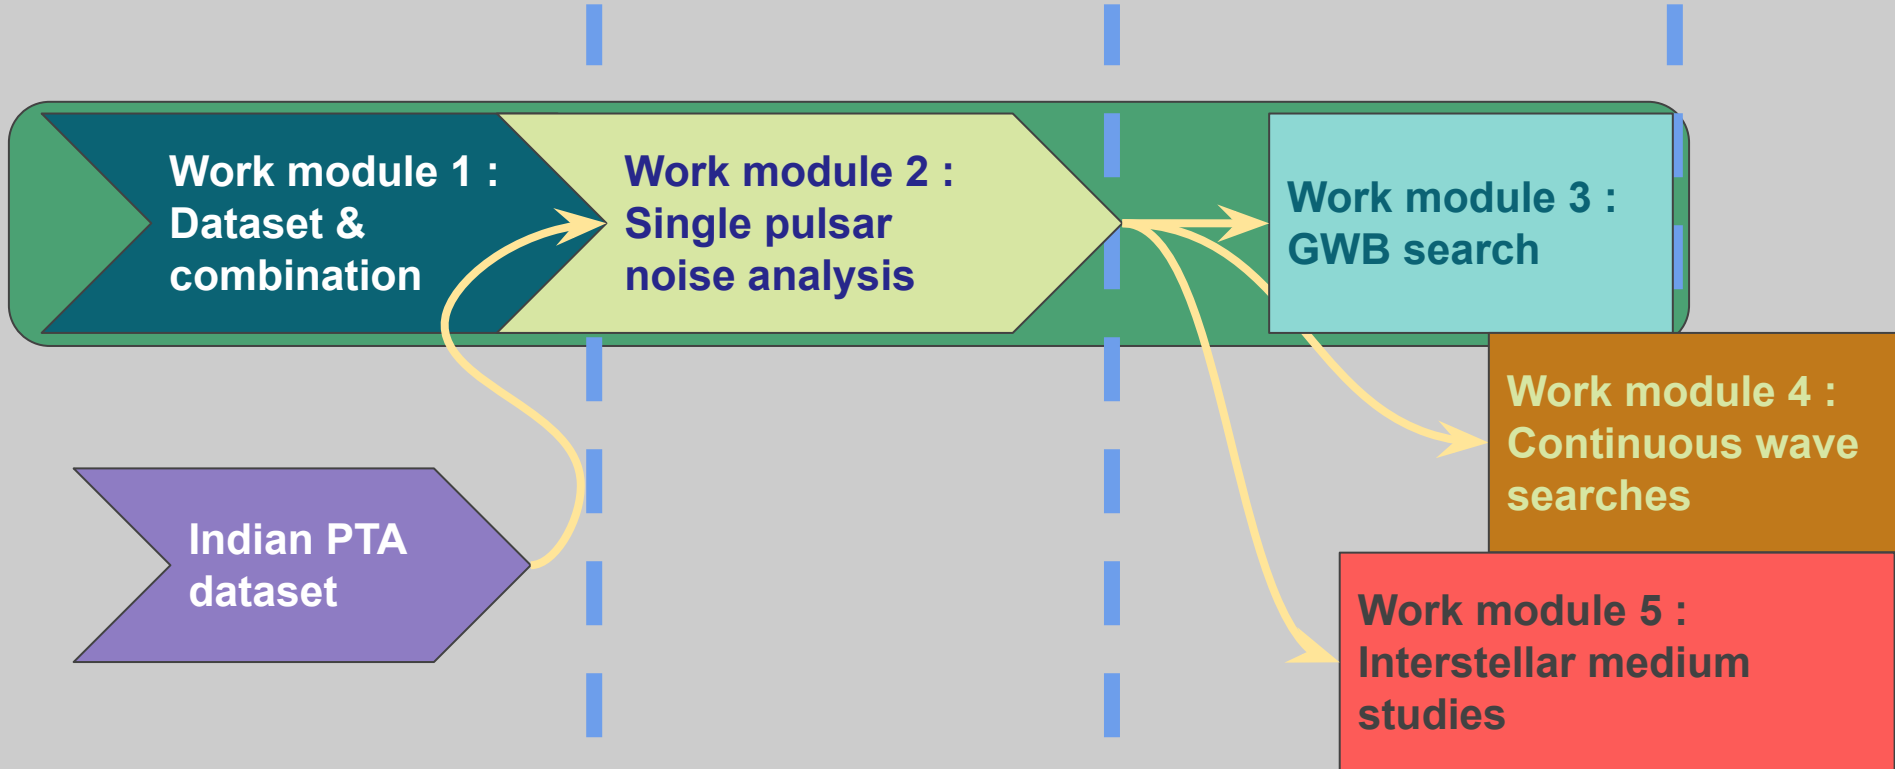 Work module 1 :
Dataset &
combination
Work module 2 :
Single pulsar
noise analysis
Work module 3 :
GWB search
Work module 4 :
Continuous wave
searches
Indian PTA
dataset
Work module 5 :
Interstellar medium
studies